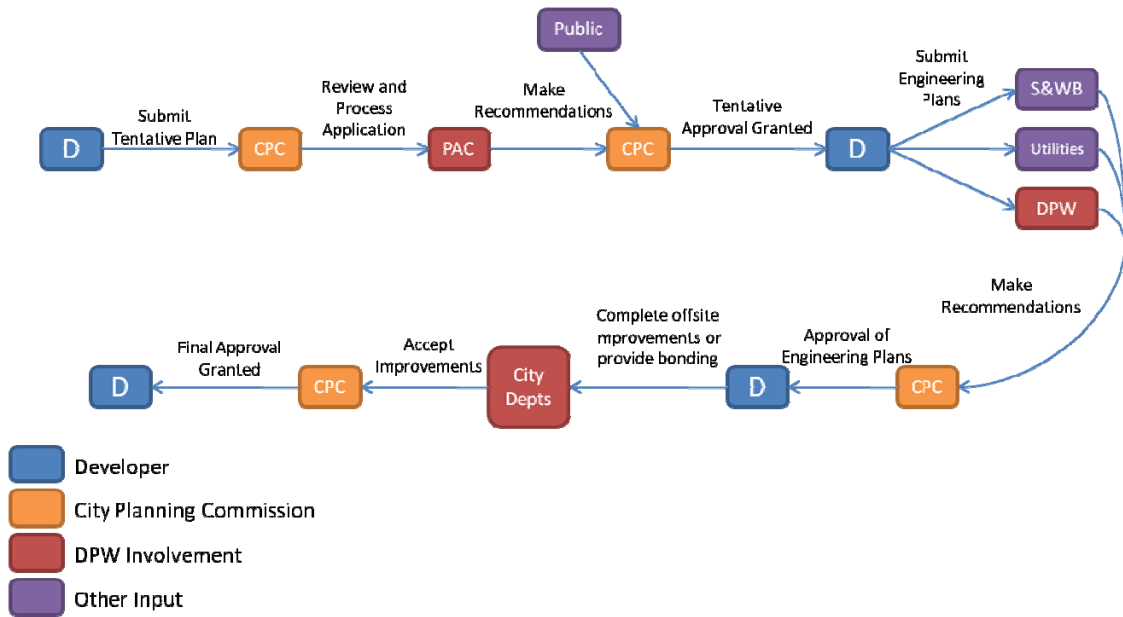 Public
Submit
Engineering
Plans
S&WB
Review and
Process
Application
Make
Recommendations
Submit
Tentative Plan
Tentative
Approval Granted
D
CPC
PAC
CPC
D
Utilities
DPW
Make
Recommendations
Complete offsite
mprovements or
provide bonding
Approval of
Engineering Plans
Accept
Improvements
Final Approval
Granted
D
CPC
City
Depts
D
CPC
Developer
City Planning Commission
DPW Involvement
Other Input